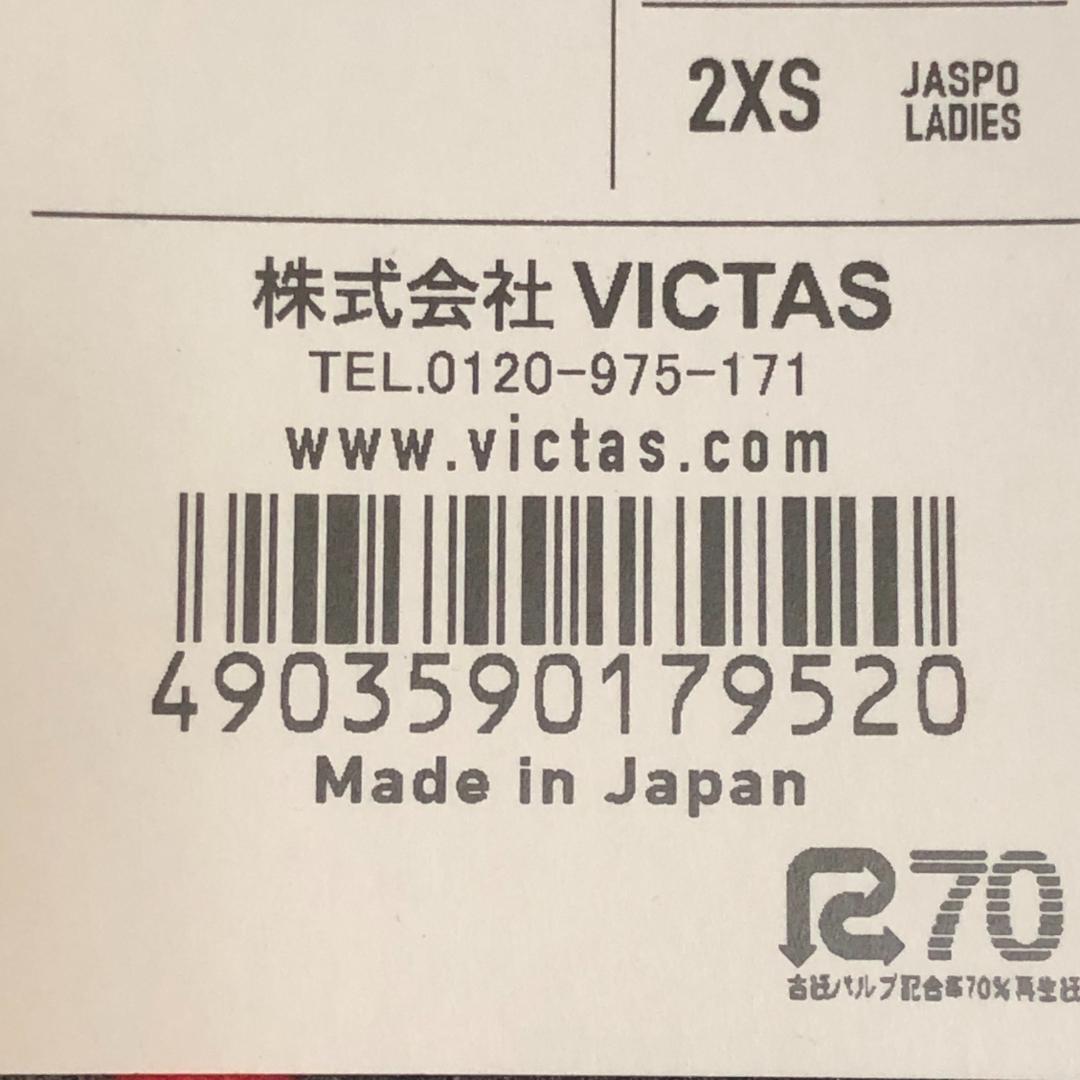 2XS
JASPO
LADIES
株式会社 VICTAS
TEL.0120-975-171
www.victas.com
4903590179520
Made in Japan
R70
古紙パルプ配合率70%再生紙